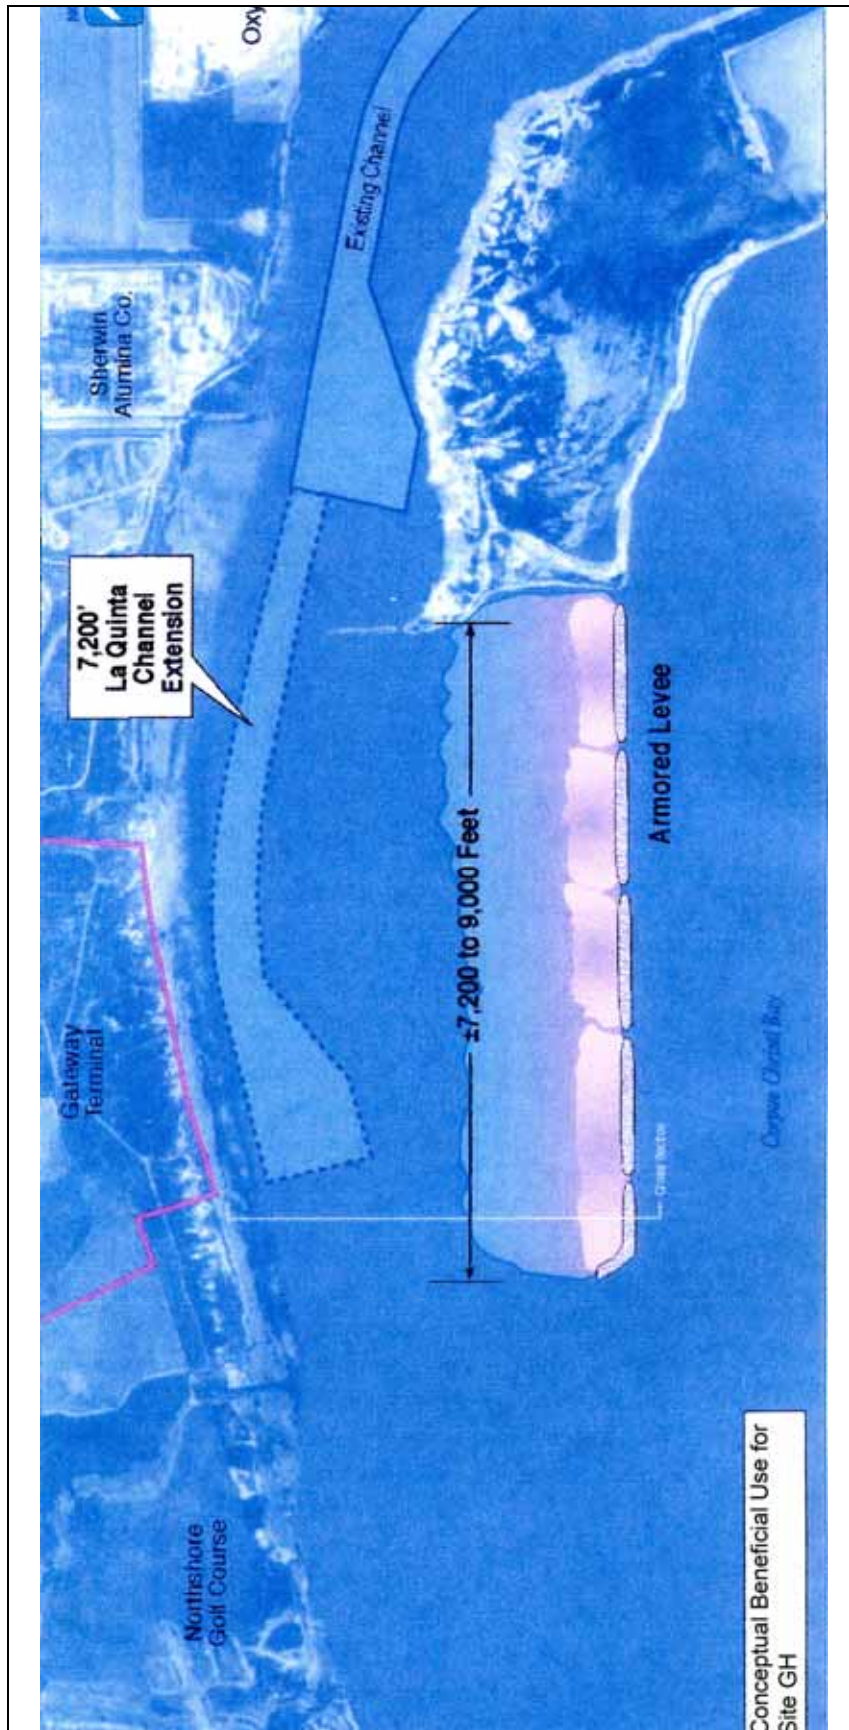 Oxy
Existing Channel
Sherwin
Alumina Co.
7,200'
La Quinta
Channel
Extension
±7,200 to 9,000 Feet
Armored Levee
Gateway
Terminal
Corpus Christi Bay
Northshore
Golf Course
Conceptual Beneficial Use for
Site GH